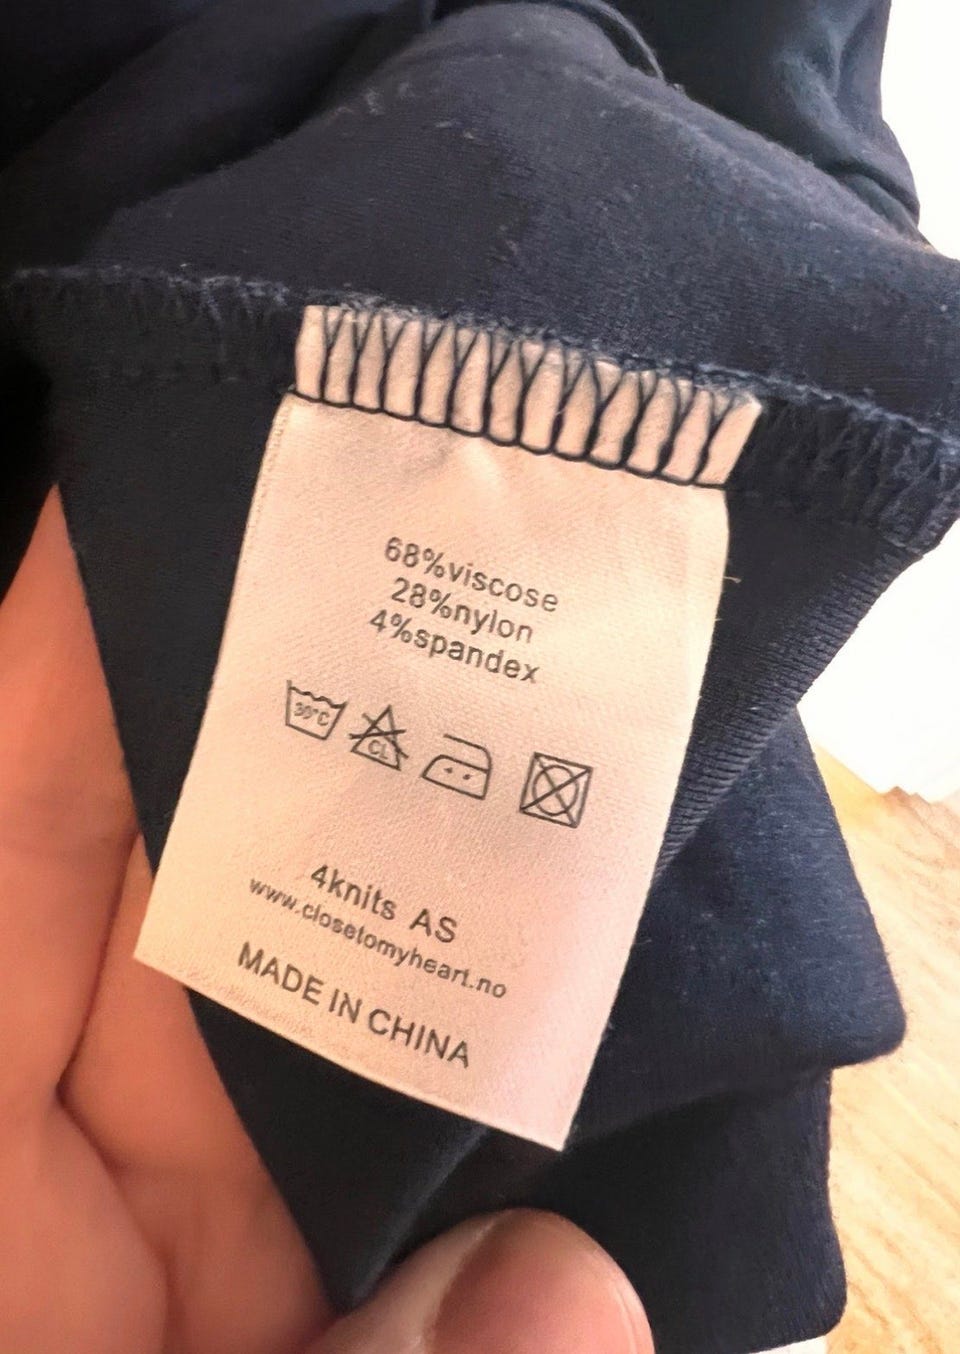 68%viscose
28%nylon
4%spandex
30°C
CL
4knits AS
www.closetomyheart.no
MADE IN CHINA